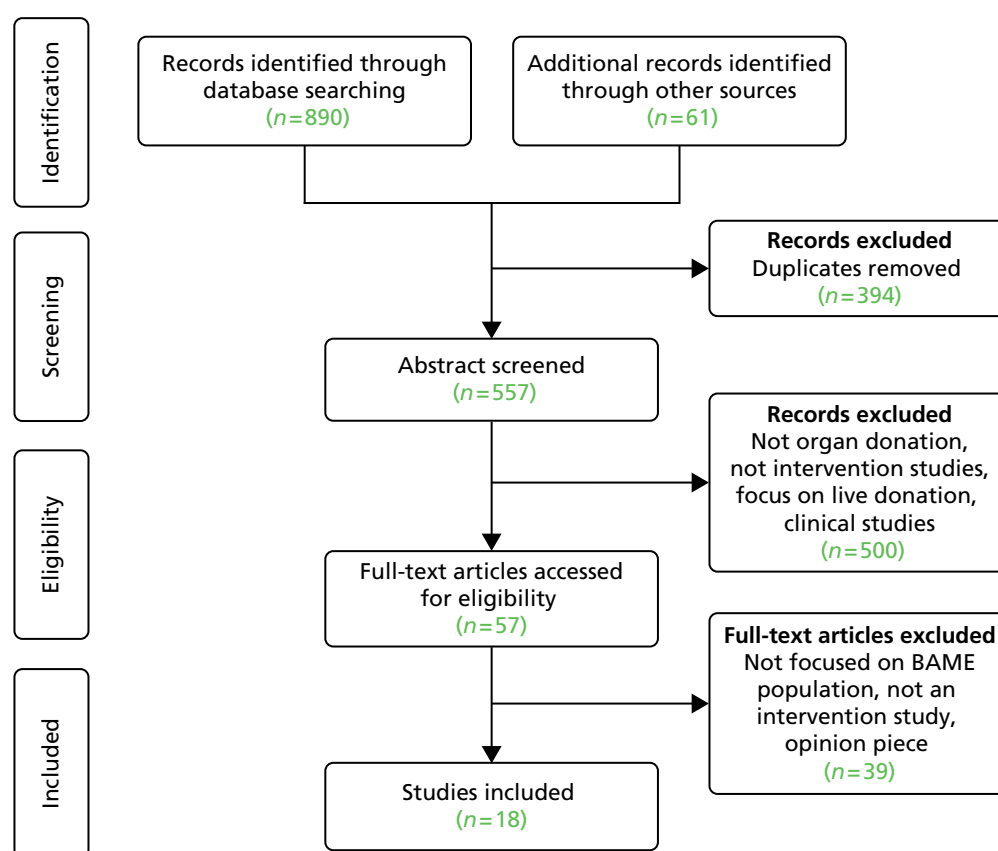 Identification
Records identified through
database searching
(n=890)
Additional records identified
through other sources
(n=61)
Screening
Records excluded
Duplicates removed
(n=394)
Abstract screened
(n=557)
Records excluded
Not organ donation,
not intervention studies,
focus on live donation,
clinical studies
(n=500)
Eligibility
Full-text articles accessed
for eligibility
(n=57)
Full-text articles excluded
Not focused on BAME
population, not an
intervention study,
opinion piece
(n=39)
Included
Studies included
(n=18)